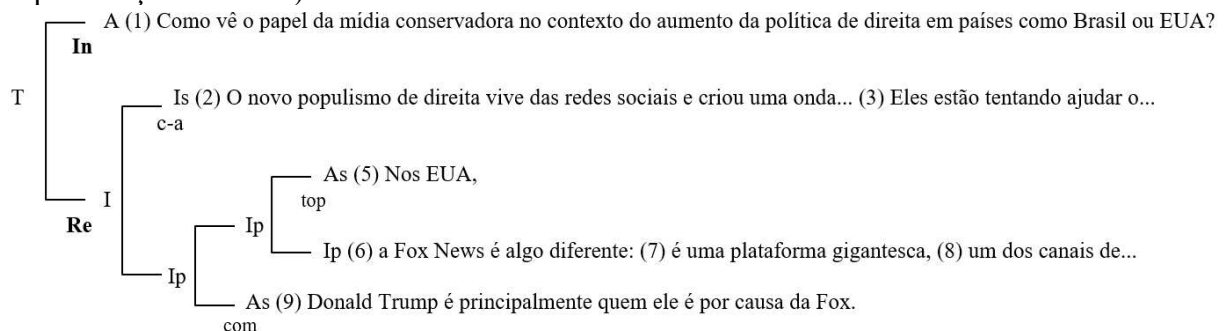 A (1) Como vê o papel da mídia conservadora no contexto do aumento da política de direita em países como Brasil ou EUA?
In
T
Is (2) O novo populismo de direita vive das redes sociais e criou uma onda... (3) Eles estão tentando ajudar o...
c-a
As (5) Nos EUA,
top
I
Re
Ip
Ip (6) a Fox News é algo diferente: (7) é uma plataforma gigantesca, (8) um dos canais de...
Ip
As (9) Donald Trump é principalmente quem ele é por causa da Fox.
com